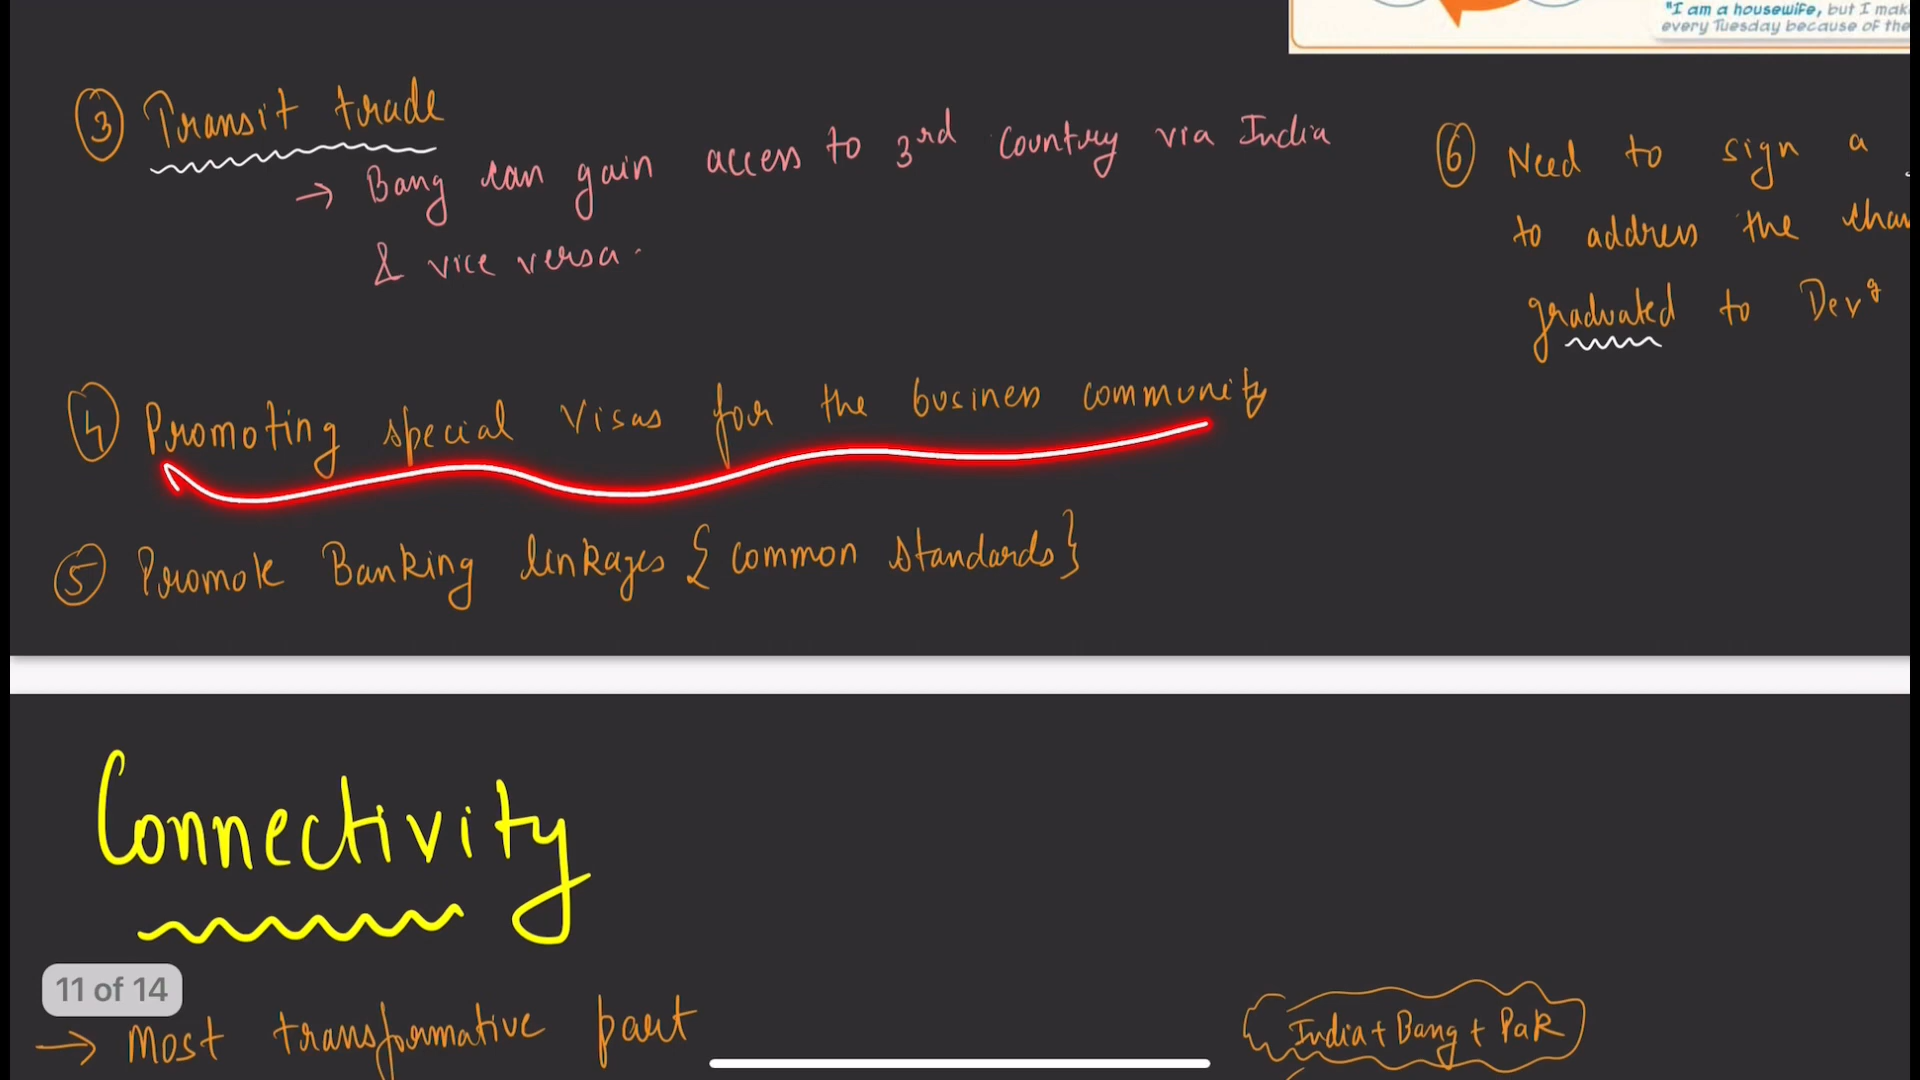 "I am a housewife, but I mak
every Tuesday because of the
③ Transit trade
→ Bang can gain access to 3rd Country via India
& vice versa.
④ Promoting special Visas for the business community
⑤ Promote Banking linkages {common standards}
⑥ Need to sign a
to address the
graduated to Devg
Connectivity
11 of 14
→ Most transformative part
India + Bang + Pak